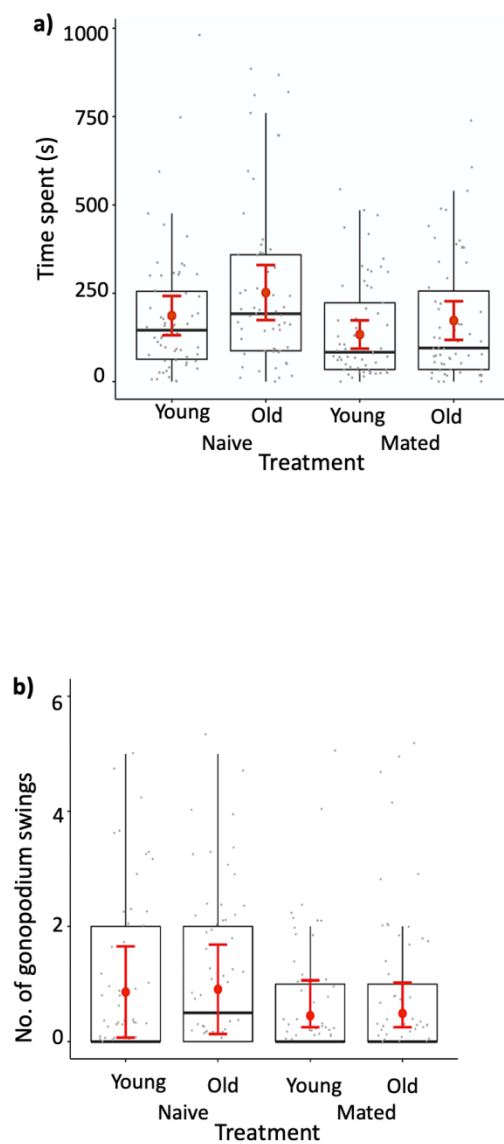 a)
1000
750
500
250
0
Time spent (s)
Young Old Young Old
Naive Mated
Treatment
b)
6
4
2
0
No. of gonopodium swings
Young Old Young Old
Naive Mated
Treatment